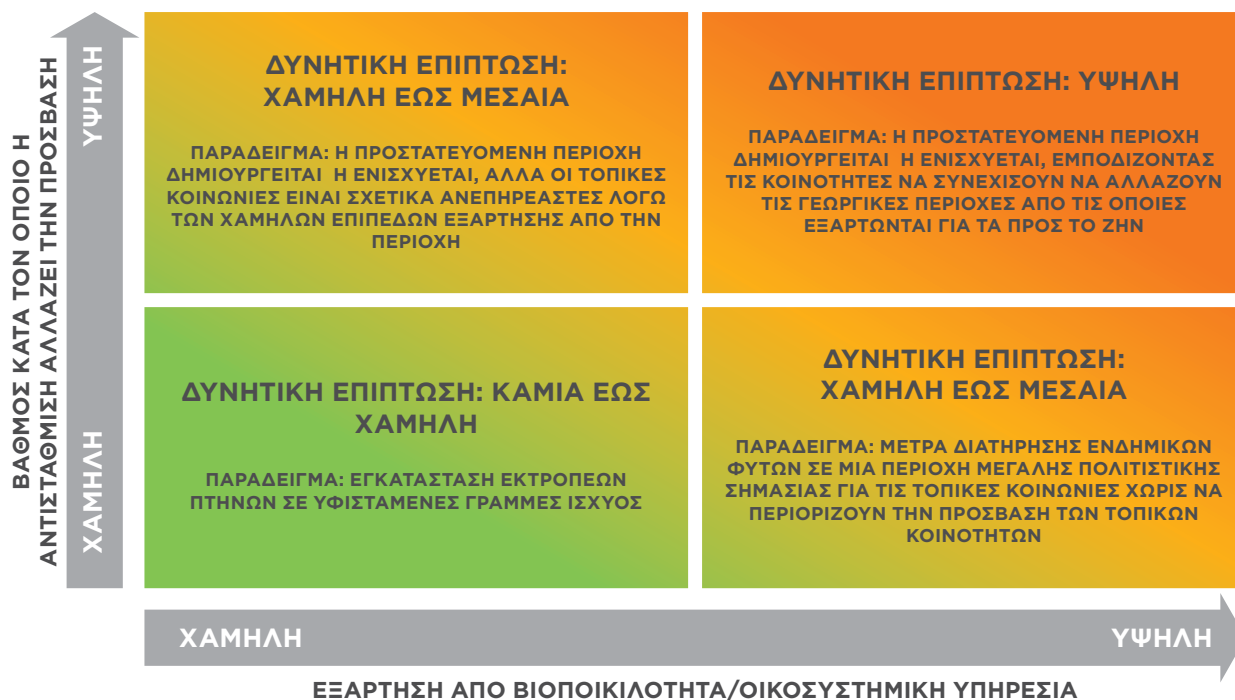 ΒΑΘΜΟΣ ΚΑΤΑ ΤΟΝ ΟΠΟΙΟ Η
ΑΝΤΙΣΤΑΘΜΙΣΗ ΑΛΛΑΖΕΙ ΤΗΝ ΠΡΟΣΒΑΣΗ
ΥΨΗΛΗ
ΧΑΜΗΛΗ
ΔΥΝΗΤΙΚΗ ΕΠΙΠΤΩΣΗ:
ΧΑΜΗΛΗ ΕΩΣ ΜΕΣΑΙΑ
ΠΑΡΑΔΕΙΓΜΑ: Η ΠΡΟΣΤΑΤΕΥΟΜΕΝΗ ΠΕΡΙΟΧΗ
ΔΗΜΙΟΥΡΓΕΙΤΑΙ Η ΕΝΙΣΧΥΕΤΑΙ, ΑΛΛΑ ΟΙ ΤΟΠΙΚΕΣ
ΚΟΙΝΩΝΙΕΣ ΕΙΝΑΙ ΣΧΕΤΙΚΑ ΑΝΕΠΗΡΕΑΣΤΕΣ ΛΟΓΩ
ΤΩΝ ΧΑΜΗΛΩΝ ΕΠΙΠΕΔΩΝ ΕΞΑΡΤΗΣΗΣ ΑΠΟ ΤΗΝ
ΠΕΡΙΟΧΗ
ΔΥΝΗΤΙΚΗ ΕΠΙΠΤΩΣΗ: ΥΨΗΛΗ
ΠΑΡΑΔΕΙΓΜΑ: Η ΠΡΟΣΤΑΤΕΥΟΜΕΝΗ ΠΕΡΙΟΧΗ
ΔΗΜΙΟΥΡΓΕΙΤΑΙ Η ΕΝΙΣΧΥΕΤΑΙ, ΕΜΠΟΔΙΖΟΝΤΑΣ
ΤΙΣ ΚΟΙΝΟΤΗΤΕΣ ΝΑ ΣΥΝΕΧΙΣΟΥΝ ΝΑ ΑΛΛΑΖΟΥΝ
ΤΙΣ ΓΕΩΡΓΙΚΕΣ ΠΕΡΙΟΧΕΣ ΑΠΟ ΤΙΣ ΟΠΟΙΕΣ
ΕΞΑΡΤΩΝΤΑΙ ΓΙΑ ΤΑ ΠΡΟΣ ΤΟ ΖΗΝ
ΔΥΝΗΤΙΚΗ ΕΠΙΠΤΩΣΗ: ΚΑΜΙΑ ΕΩΣ
ΧΑΜΗΛΗ
ΠΑΡΑΔΕΙΓΜΑ: ΕΓΚΑΤΑΣΤΑΣΗ ΕΚΤΡΟΠΕΩΝ
ΠΤΗΝΩΝ ΣΕ ΥΦΙΣΤΑΜΕΝΕΣ ΓΡΑΜΜΕΣ ΙΣΧΥΟΣ
ΔΥΝΗΤΙΚΗ ΕΠΙΠΤΩΣΗ:
ΧΑΜΗΛΗ ΕΩΣ ΜΕΣΑΙΑ
ΠΑΡΑΔΕΙΓΜΑ: ΜΕΤΡΑ ΔΙΑΤΗΡΗΣΗΣ ΕΝΔΗΜΙΚΩΝ
ΦΥΤΩΝ ΣΕ ΜΙΑ ΠΕΡΙΟΧΗ ΜΕΓΑΛΗΣ ΠΟΛΙΤΙΣΤΙΚΗΣ
ΣΗΜΑΣΙΑΣ ΓΙΑ ΤΙΣ ΤΟΠΙΚΕΣ ΚΟΙΝΩΝΙΕΣ ΧΩΡΙΣ ΝΑ
ΠΕΡΙΟΡΙΖΟΥΝ ΤΗΝ ΠΡΟΣΒΑΣΗ ΤΩΝ ΤΟΠΙΚΩΝ
ΚΟΙΝΟΤΗΤΩΝ
ΧΑΜΗΛΗ
ΥΨΗΛΗ
ΕΞΑΡΤΗΣΗ ΑΠΟ ΒΙΟΠΟΙΚΙΛΟΤΗΤΑ/ΟΙΚΟΣΥΣΤΗΜΙΚΗ ΥΠΗΡΕΣΙΑ